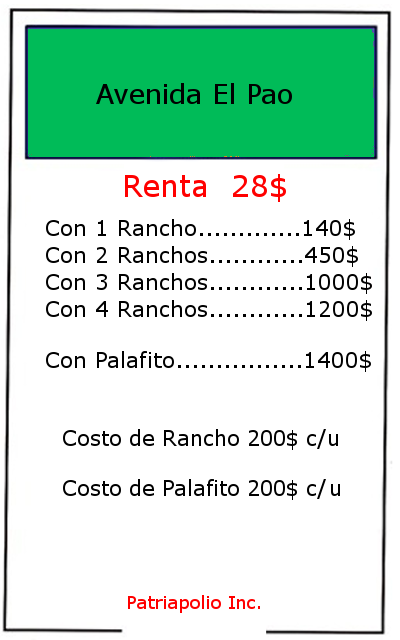 Avenida El Pao
Renta 28$
Con 1 Rancho.............140$
Con 2 Ranchos............450$
Con 3 Ranchos............1000$
Con 4 Ranchos............1200$
Con Palafito................1400$
Costo de Rancho 200$ c/u
Costo de Palafito 200$ c/u
Patriapolio Inc.